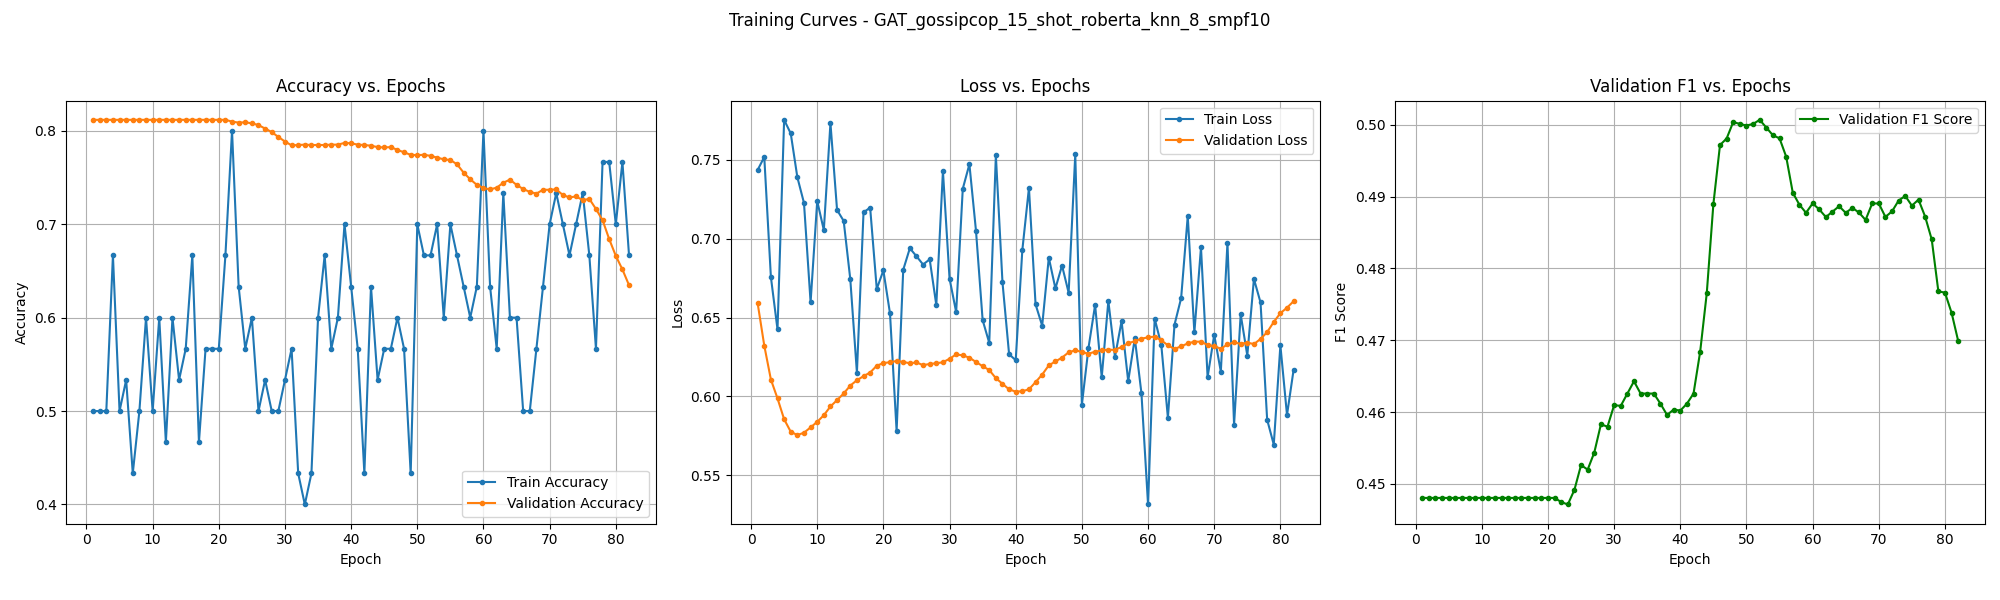 Training Curves - GAT_gossipcop_15_shot_roberta_knn_8_smpf10
Accuracy vs. Epochs
Accuracy
0.8
0.7
0.6
0.5
0.4
Train Accuracy
Validation Accuracy
0 10 20 30 40 50 60 70 80
Epoch
Loss vs. Epochs
Loss
0.75
0.70
0.65
0.60
0.55
Train Loss
Validation Loss
0 10 20 30 40 50 60 70 80
Epoch
Validation F1 vs. Epochs
F1 Score
0.50
0.49
0.48
0.47
0.46
0.45
Validation F1 Score
0 10 20 30 40 50 60 70 80
Epoch